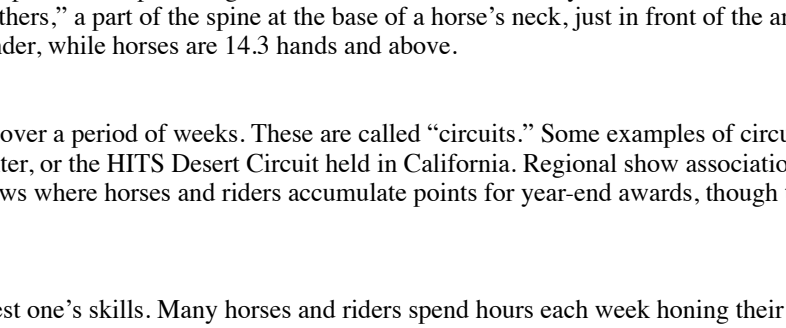 thers,” a part of the spine at the base of a horse’s neck, just in front of the
der, while horses are 14.3 hands and above.
over a period of weeks. These are called “circuits.” Some examples of circu
ter, or the HITS Desert Circuit held in California. Regional show associatio
ws where horses and riders accumulate points for year-end awards, though
est one’s skills. Many horses and riders spend hours each week honing their